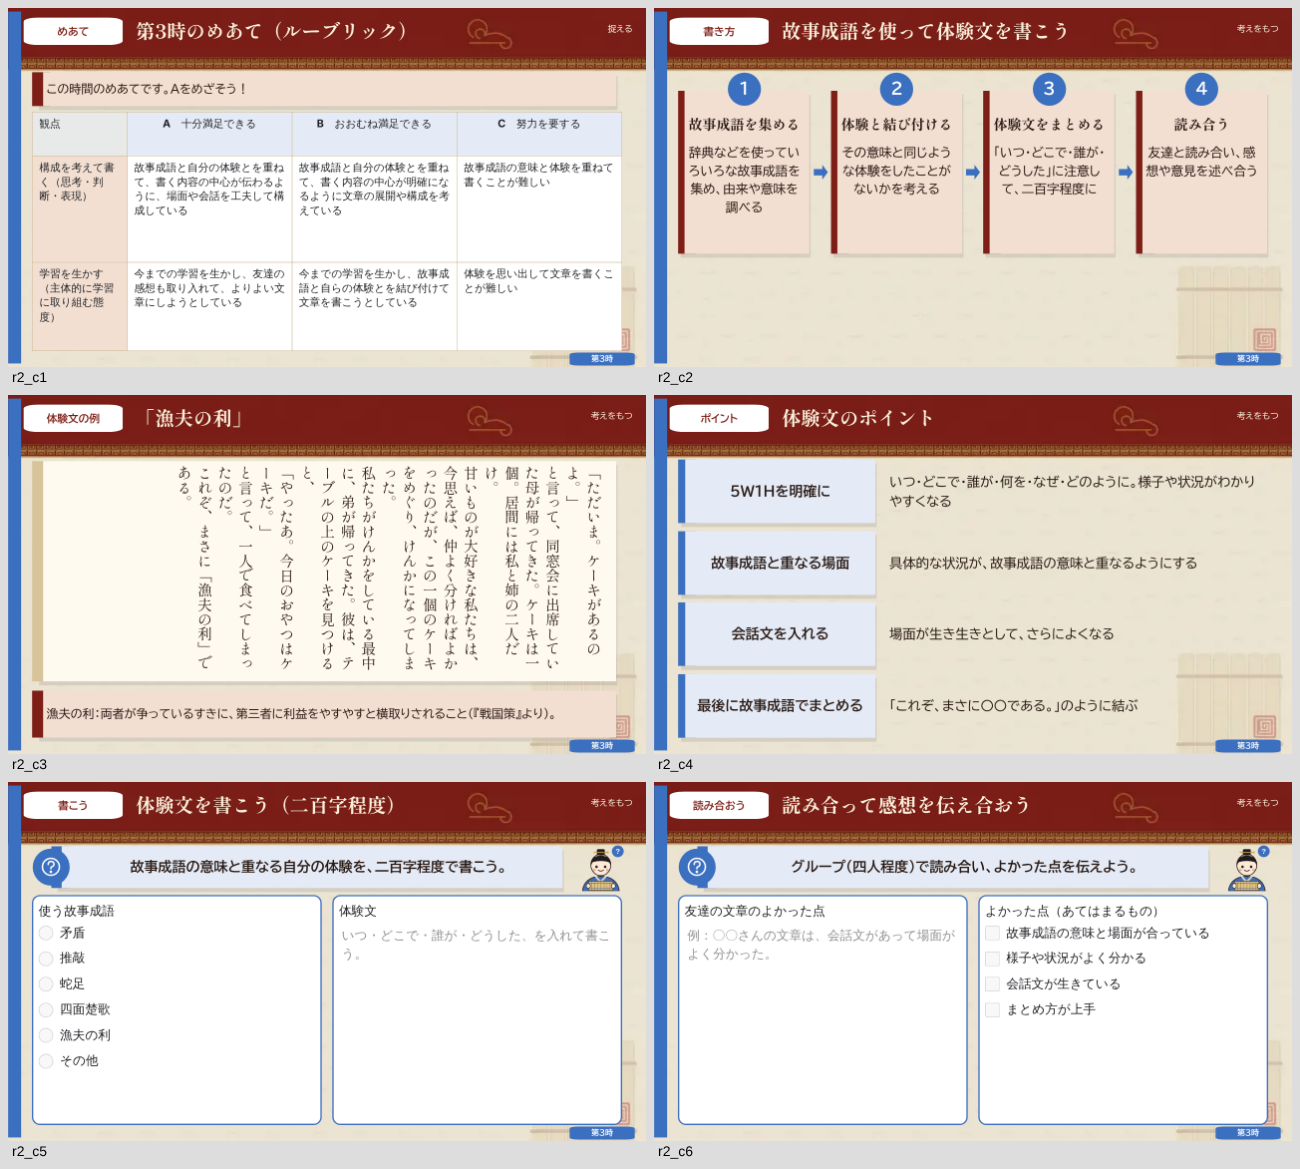 めあて
第3時のめあて（ルーブリック）
捉える
この時間のめあてです。Aをめざそう！
観点
A　十分満足できる
B　おおむね満足できる
C　努力を要する
構成を考えて書
く（思考・判
断・表現）
故事成語と自分の体験とを重ね
て、書く内容の中心が伝わるよ
うに、場面や会話を工夫して構
成している
故事成語と自分の体験とを重ね
て、書く内容の中心が明確にな
るように文章の展開や構成を考
えている
故事成語の意味と体験を重ねて
書くことが難しい
学習を生かす
（主体的に学習
に取り組む態
度）
今までの学習を生かし、友達の
感想も取り入れて、よりよい文
章にしようとしている
今までの学習を生かし、故事成
語と自らの体験とを結び付けて
文章を書こうとしている
体験を思い出して文章を書くこ
とが難しい
第3時
r2_c1
書き方
故事成語を使って体験文を書こう
考えをもつ
1
故事成語を集める
辞典などを使ってい
ろいろな故事成語を
集め、由来や意味を
調べる
2
体験と結び付ける
その意味と同じよう
な体験をしたことが
ないかを考える
3
体験文をまとめる
「いつ・どこで・誰が・
どうした」に注意し
て、二百字程度に
4
読み合う
友達と読み合い、感
想や意見を述べ合う
第3時
r2_c2
体験文の例
「漁夫の利」
考えをもつ
「ただいま。ケーキがあるの
よ。」
と言って、同窓会に出席してい
た母が帰ってきた。ケーキは一
個。居間には私と姉の二人だ
け。
甘いものが大好きな私たちは、
今思えば、仲よく分ければよか
ったのだが、この一個のケーキ
をめぐり、けんかになってしま
った。
私たちがけんかをしている最中
に、弟が帰ってきた。彼は、テ
ーブルの上のケーキを見つける
と、
「やったあ。今日のおやつはケ
ーキだ。」
と言って、一人で食べてしまっ
たのだ。
これぞ、まさに「漁夫の利」で
ある。
漁夫の利：両者が争っているすきに、第三者に利益をやすやすと横取りされること（『戦国策』より）。
第3時
r2_c3
ポイント
体験文のポイント
考えをもつ
5W1Hを明確に
いつ・どこで・誰が・何を・なぜ・どのように。様子や状況がわかり
やすくなる
故事成語と重なる場面
具体的な状況が、故事成語の意味と重なるようにする
会話文を入れる
場面が生き生きとして、さらによくなる
最後に故事成語でまとめる
「これぞ、まさに〇〇である。」のように結ぶ
第3時
r2_c4
書こう
体験文を書こう（二百字程度）
考えをもつ
?
故事成語の意味と重なる自分の体験を、二百字程度で書こう。
?
使う故事成語
矛盾
推敲
蛇足
四面楚歌
漁夫の利
その他
体験文
いつ・どこで・誰が・どうした、を入れて書こ
う。
第3時
r2_c5
読み合おう
読み合って感想を伝え合おう
考えをもつ
?
グループ（四人程度）で読み合い、よかった点を伝えよう。
?
友達の文章のよかった点
例：〇〇さんの文章は、会話文があって場面が
よく分かった。
よかった点（あてはまるもの）
故事成語の意味と場面が合っている
様子や状況がよく分かる
会話文が生きている
まとめ方が上手
第3時
r2_c6